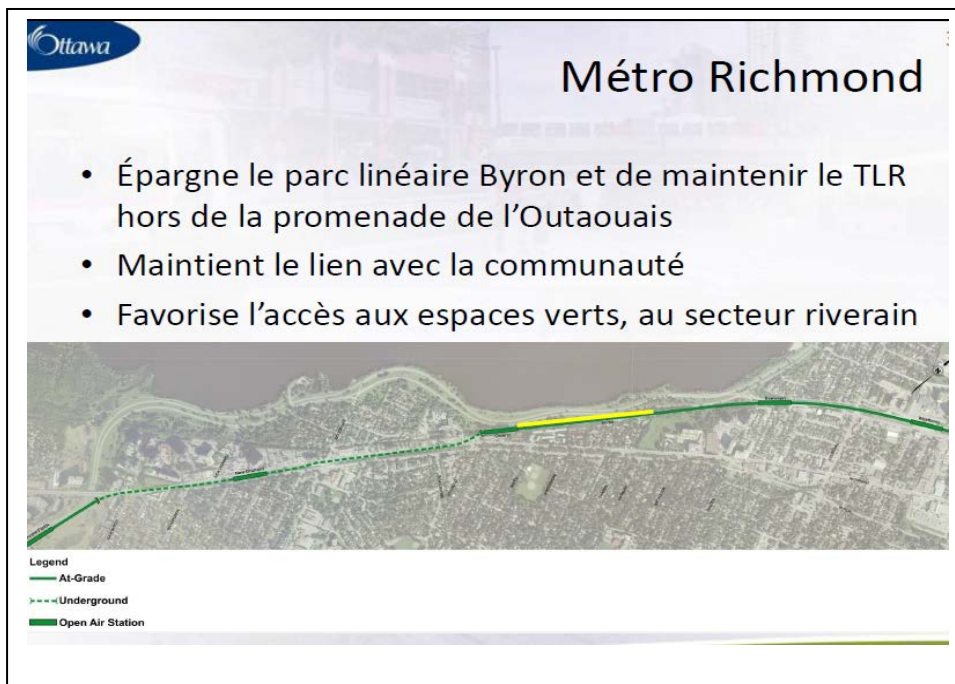 Ottawa
Métro Richmond
• Épargne le parc linéaire Byron et de maintenir le TLR
hors de la promenade de l'Outaouais
• Maintient le lien avec la communauté
• Favorise l'accès aux espaces verts, au secteur riverain
Legend
At-Grade
Underground
Open Air Station